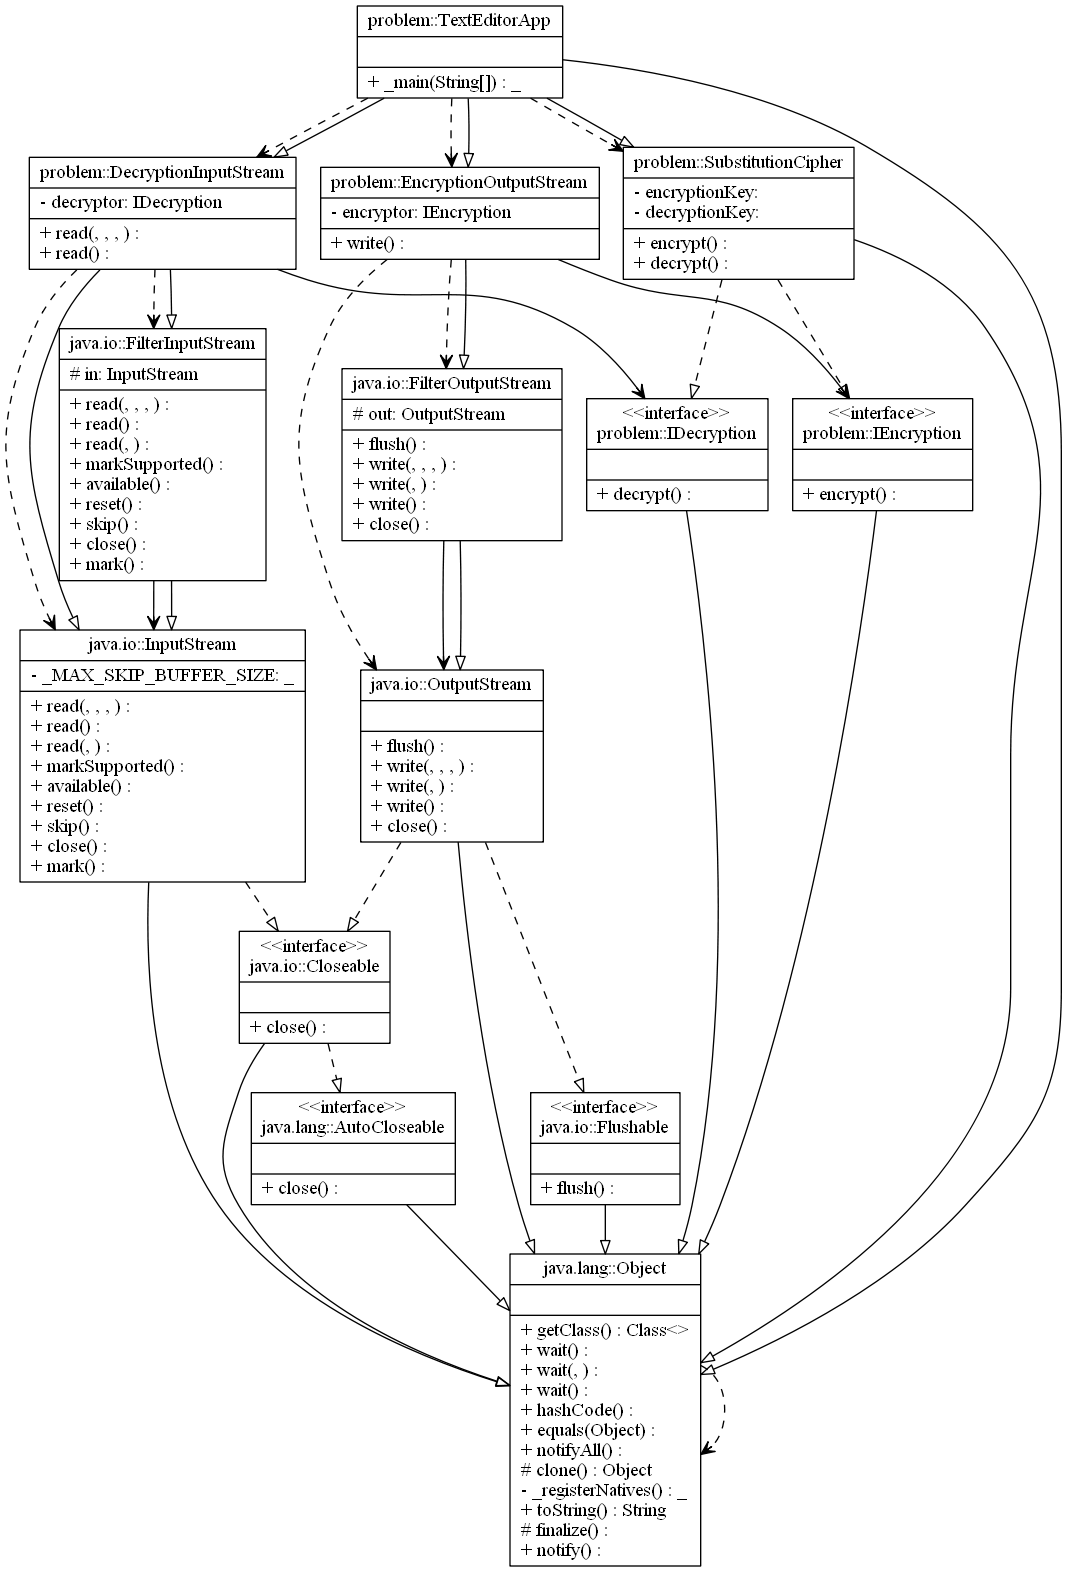 problem::TextEditorApp
+ _main(String[]) : _
problem::DecryptionInputStream
- decryptor: IDecryption
+ read(, , , ) :
+ read() :
problem::EncryptionOutputStream
- encryptor: IEncryption
+ write() :
problem::SubstitutionCipher
- encryptionKey:
- decryptionKey:
+ encrypt() :
+ decrypt() :
java.io::FilterInputStream
# in: InputStream
+ read(, , , ) :
+ read() :
+ read(, ) :
+ markSupported() :
+ available() :
+ reset() :
+ skip() :
+ close() :
+ mark() :
java.io::FilterOutputStream
# out: OutputStream
+ flush() :
+ write(, , , ) :
+ write(, ) :
+ write() :
+ close() :
<<interface>>
problem::IDecryption
+ decrypt() :
<<interface>>
problem::IEncryption
+ encrypt() :
java.io::InputStream
- _MAX_SKIP_BUFFER_SIZE: _
+ read(, , , ) :
+ read() :
+ read(, ) :
+ markSupported() :
+ available() :
+ reset() :
+ skip() :
+ close() :
+ mark() :
java.io::OutputStream
+ flush() :
+ write(, , , ) :
+ write(, ) :
+ write() :
+ close() :
<<interface>>
java.io::Closeable
+ close() :
<<interface>>
java.lang::AutoCloseable
+ close() :
<<interface>>
java.io::Flushable
+ flush() :
java.lang::Object
+ getClass() : Class<>
+ wait() :
+ wait(, ) :
+ wait() :
+ hashCode() :
+ equals(Object) :
+ notifyAll() :
# clone() : Object
- _registerNatives() : _
+ toString() : String
# finalize() :
+ notify() :